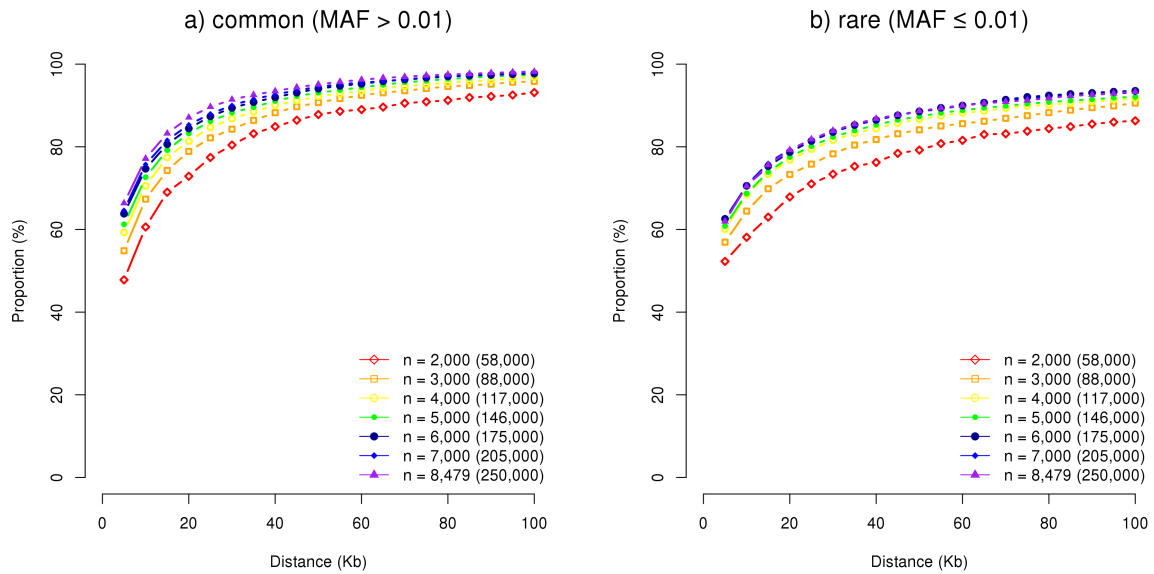 a) common (MAF > 0.01)
Proportion (%)
100
80
60
40
20
0
n = 2,000 (58,000)
n = 3,000 (88,000)
n = 4,000 (117,000)
n = 5,000 (146,000)
n = 6,000 (175,000)
n = 7,000 (205,000)
n = 8,479 (250,000)
0 20 40 60 80 100
Distance (Kb)
b) rare (MAF ≤ 0.01)
Proportion (%)
100
80
60
40
20
0
n = 2,000 (58,000)
n = 3,000 (88,000)
n = 4,000 (117,000)
n = 5,000 (146,000)
n = 6,000 (175,000)
n = 7,000 (205,000)
n = 8,479 (250,000)
0 20 40 60 80 100
Distance (Kb)